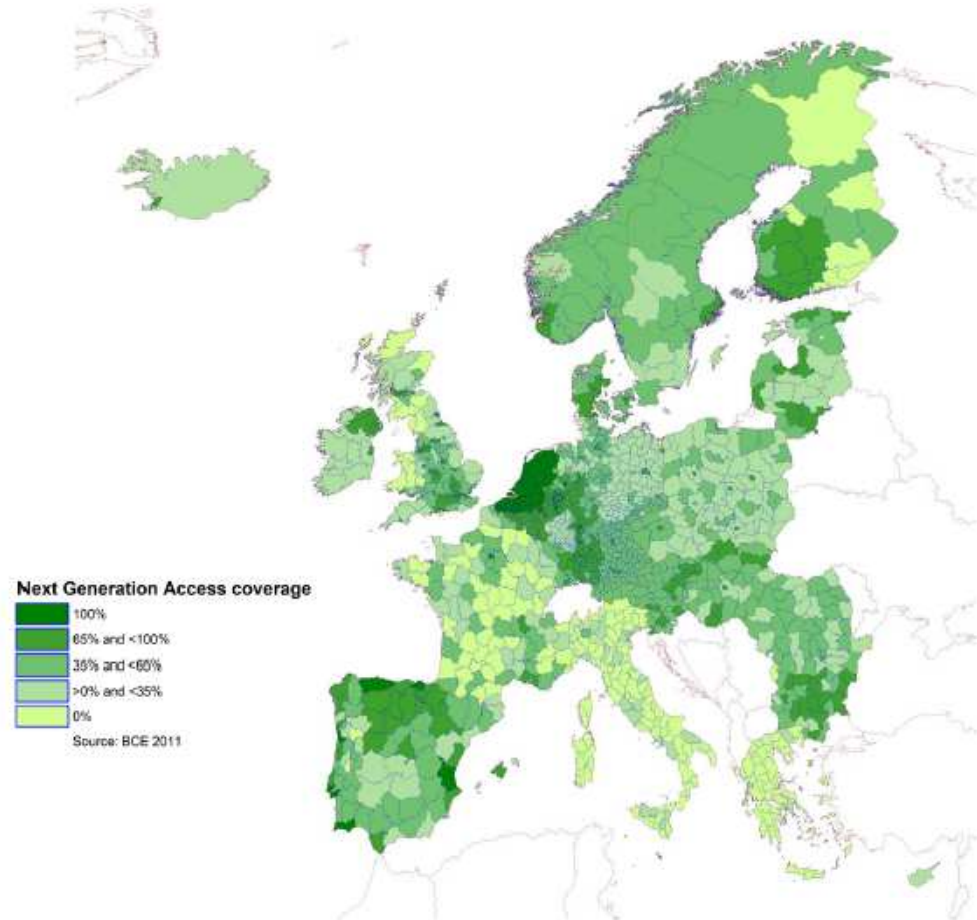 Next Generation Access coverage
100%
65% and <100%
35% and <65%
>0% and <35%
0%
Source: BCE 2011